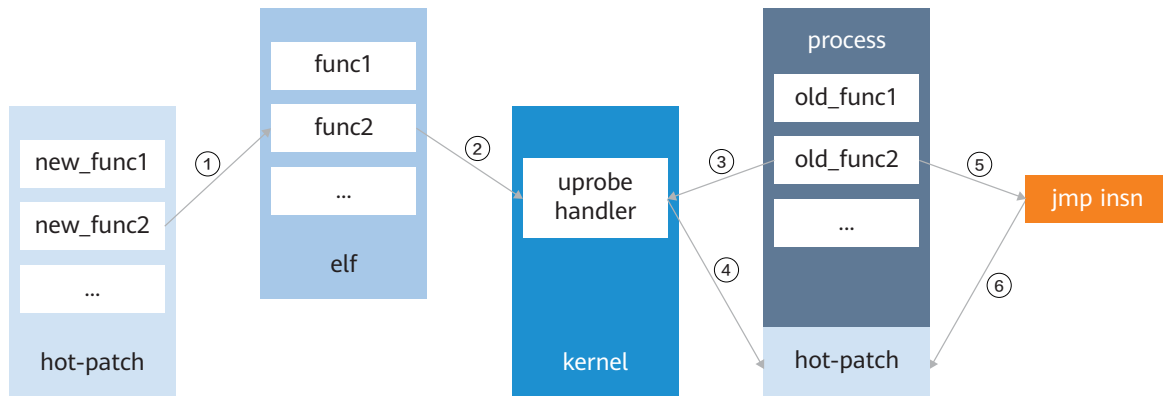 new_func1
new_func2
...
hot-patch
①
func1
func2
...
elf
②
uprobe
handler
kernel
③
④
process
old_func1
old_func2
...
hot-patch
⑤
jmp insn
⑥